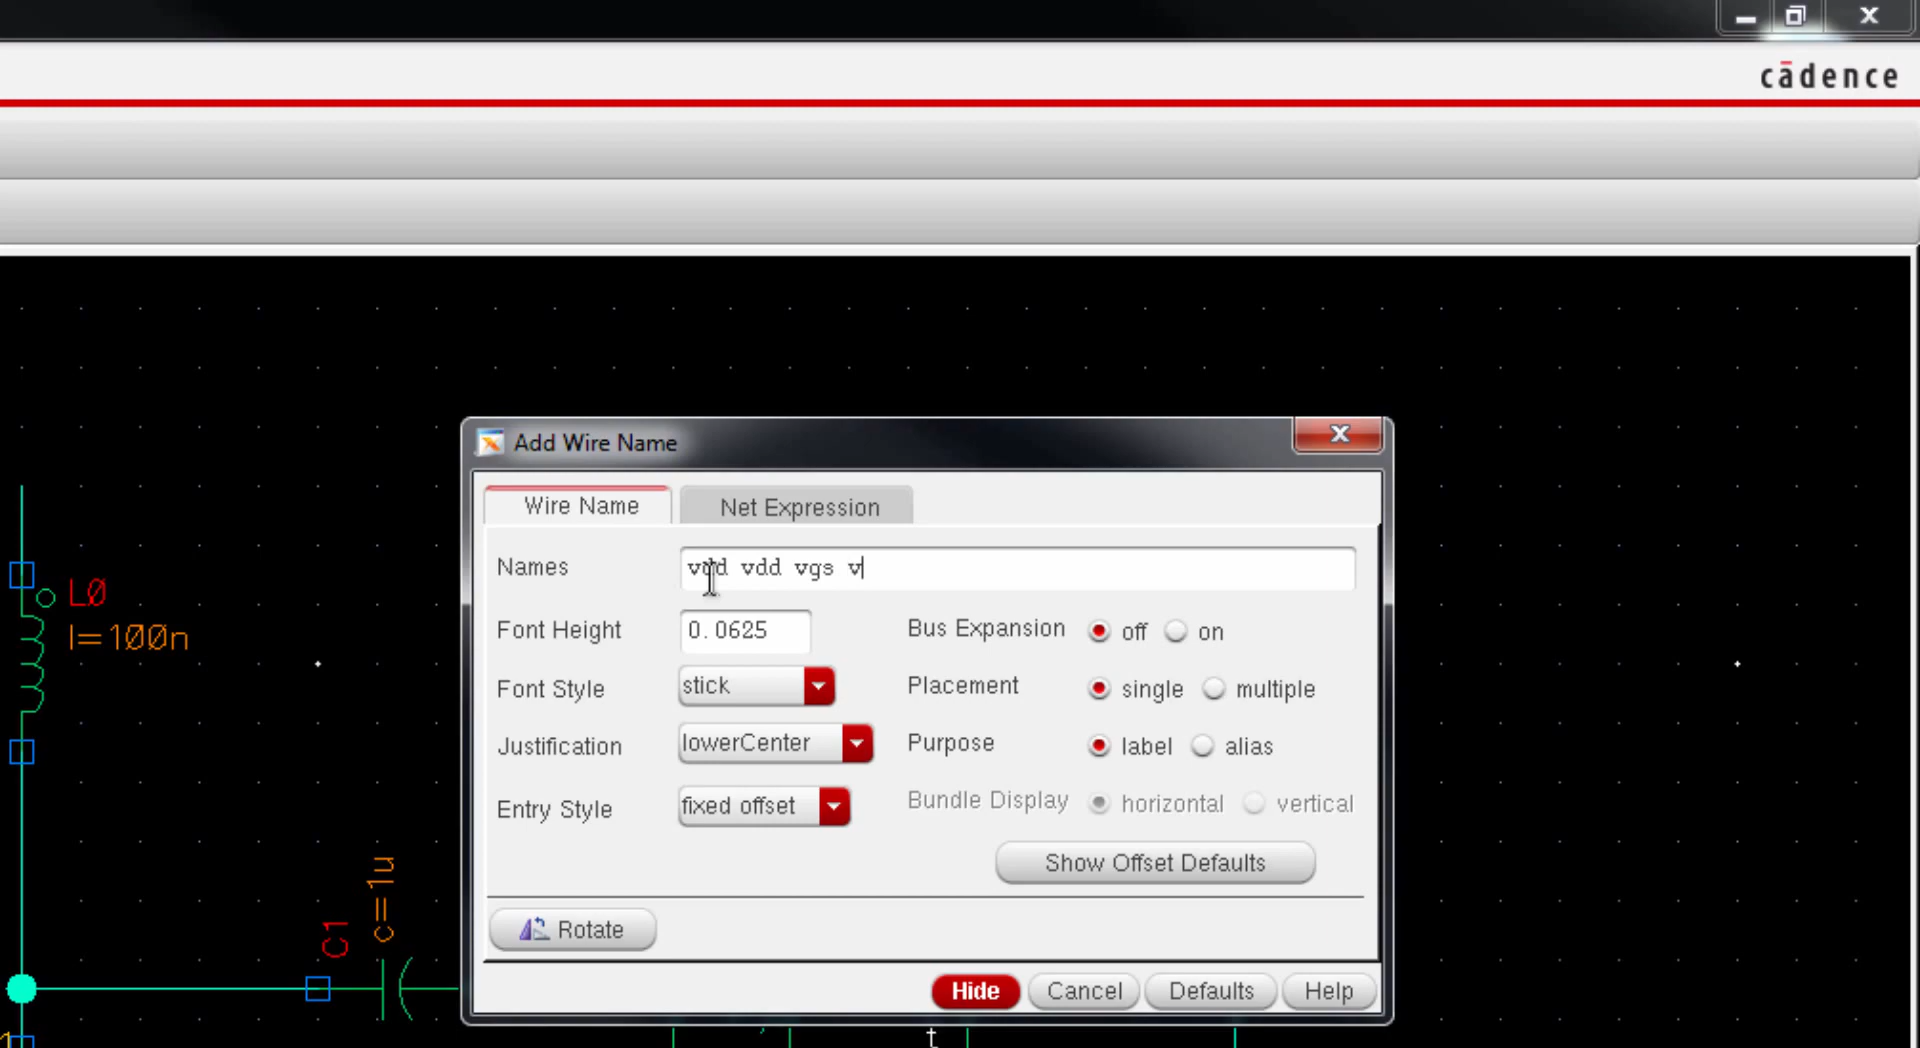 cādence
Add Wire Name
Wire Name
Net Expression
Names
vdd vdd vgs v
Font Height
0.0625
Bus Expansion
off
on
Font Style
stick
Placement
single
multiple
Justification
lowerCenter
Purpose
label
alias
Entry Style
fixed offset
Bundle Display
horizontal
vertical
Show Offset Defaults
Rotate
Hide
Cancel
Defaults
Help
L0
l=100n
c=1u
C1
t